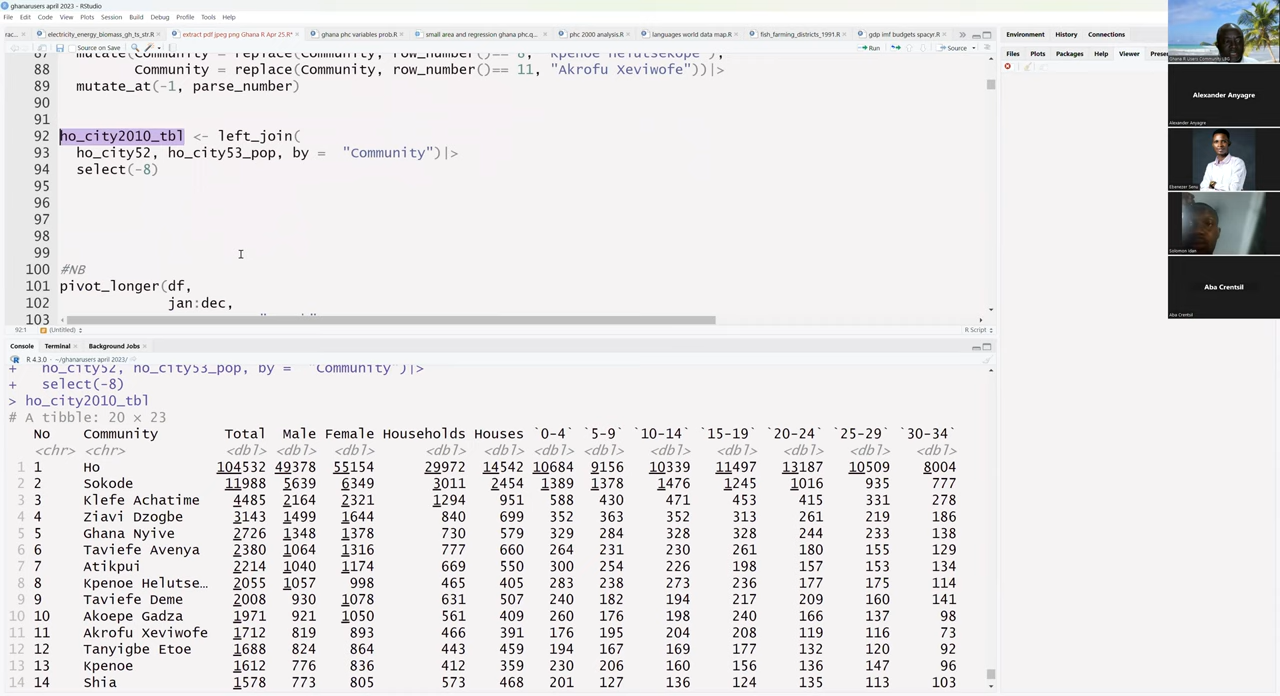 ghanarusers april 2023 - RStudio
File Edit Code View Plots Session Build Debug Profile Tools Help
rac... electricity_energy_biomass_gh_ts_str.R extract pdf jpeg png Ghana R Apr 25.R* ghana phc variables prob.R small area and regression ghana phc.q... phc 2000 analysis.R languages world data map.R fish_farming_districts_1991.R gdp imf budgets spacyr.R
Source on Save Run Source
88 Community = replace(Community, row_number()== 11, "Akrofu Xeviwofe"))|>
89 mutate_at(-1, parse_number)
90
91
92 ho_city2010_tbl <- left_join(
93 ho_city52, ho_city53_pop, by = "Community")|>
94 select(-8)
95
96
97
98
99
100 #NB
101 pivot_longer(df,
102 jan:dec,
103
92:1 (Untitled) R Script
Console Terminal Background Jobs
R 4.3.0 · ~/ghanarusers april 2023/
+ ho_city52, ho_city53_pop, by = "Community")|>
+ select(-8)
> ho_city2010_tbl
# A tibble: 20 × 23
No Community Total Male Female Households Houses `0-4` `5-9` `10-14` `15-19` `20-24` `25-29` `30-34`
<chr> <chr> <dbl> <dbl> <dbl> <dbl> <dbl> <dbl> <dbl> <dbl> <dbl> <dbl> <dbl> <dbl>
1 1 Ho 104532 49378 55154 29972 14542 10684 9156 10339 11497 13187 10509 8004
2 2 Sokode 11988 5639 6349 3011 2454 1389 1378 1476 1245 1016 935 777
3 3 Klefe Achatime 4485 2164 2321 1294 951 588 430 471 453 415 331 278
4 4 Ziavi Dzogbe 3143 1499 1644 840 699 352 363 352 313 261 219 186
5 5 Ghana Nyive 2726 1348 1378 730 579 329 284 328 328 244 233 138
6 6 Taviefe Avenya 2380 1064 1316 777 660 264 231 230 261 180 155 129
7 7 Atikpui 2214 1040 1174 669 550 300 254 226 198 157 153 134
8 8 Kpenoe Helutse… 2055 1057 998 465 405 283 238 273 236 177 175 114
9 9 Taviefe Deme 2008 930 1078 631 507 240 182 194 217 209 160 141
10 10 Akoepe Gadza 1971 921 1050 561 409 260 176 198 240 166 137 98
11 11 Akrofu Xeviwofe 1712 819 893 466 391 176 195 204 208 119 116 73
12 12 Tanyigbe Etoe 1688 824 864 443 459 194 167 169 177 132 120 92
13 13 Kpenoe 1612 776 836 412 359 230 206 160 156 136 147 96
14 14 Shia 1578 773 805 573 468 201 127 136 124 135 113 103
Environment History Connections
Files Plots Packages Help Viewer Presen
Ghana R Users Community
Alexander Anyagre
Alexander Anyagre
Ebenezer
Solomon
Aba Crentsil
Aba Crentsil